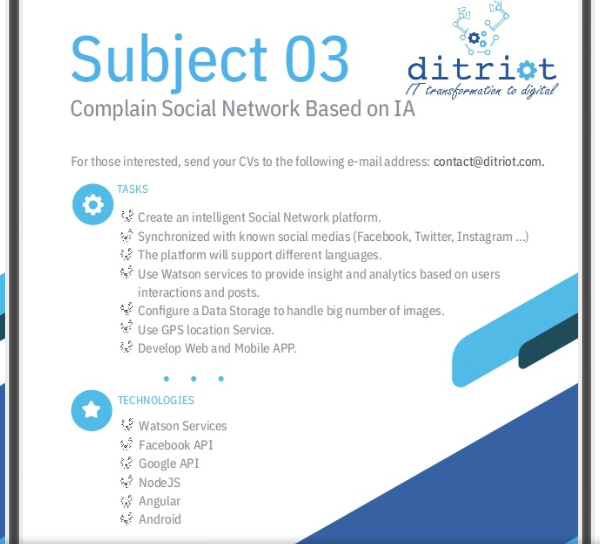 Subject 03
ditriot
IT transformation to digital
Complain Social Network Based on IA
For those interested, send your CVs to the following e-mail address: contact@ditriot.com.
TASKS
Create an intelligent Social Network platform.
Synchronized with known social medias (Facebook, Twitter, Instagram ...)
The platform will support different languages.
Use Watson services to provide insight and analytics based on users
interactions and posts.
Configure a Data Storage to handle big number of images.
Use GPS location Service.
Develop Web and Mobile APP.
TECHNOLOGIES
Watson Services
Facebook API
Google API
NodeJS
Angular
Android